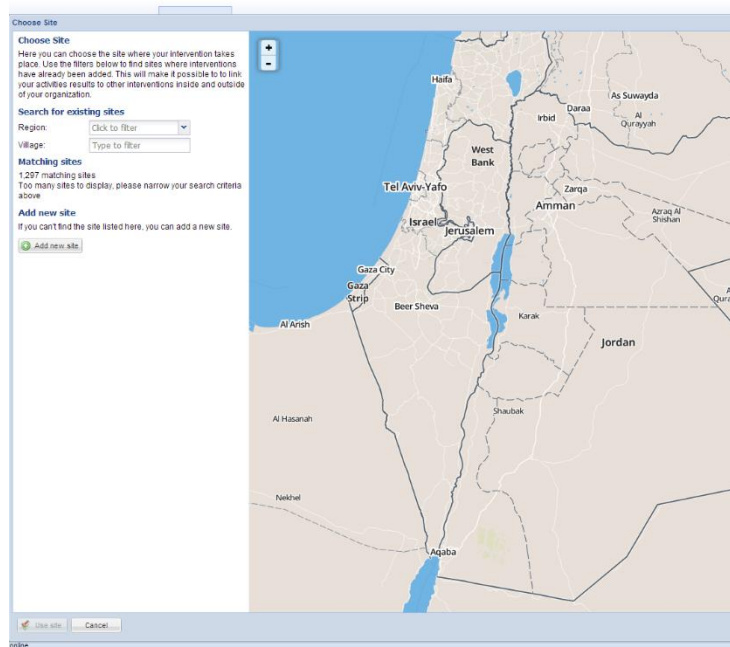 Choose Site
Choose Site
Here you can choose the site where your intervention takes
place. Use the filters below to find sites where interventions
have already been added. This will make it possible to to link
your activities results to other interventions inside and outside
of your organization.
Search for existing sites
Region: Click to filter
Village: Type to filter
Matching sites
1,297 matching sites
Too many sites to display, please narrow your search criteria
above
Add new site
If you can't find the site listed here, you can add a new site.
Add new site
+
-
Haifa
As Suwayda
Daraa
Irbid
Al
Qurayyah
West
Bank
Tel Aviv-Yafo
Zarqa
Amman
Azraq Al
Shishan
Israel
Jerusalem
Gaza City
Gaza
Strip
Beer Sheva
Al Arish
Karak
Jordan
Shaubak
Al Hasanah
Nekhel
Aqaba
Use site
Cancel
online